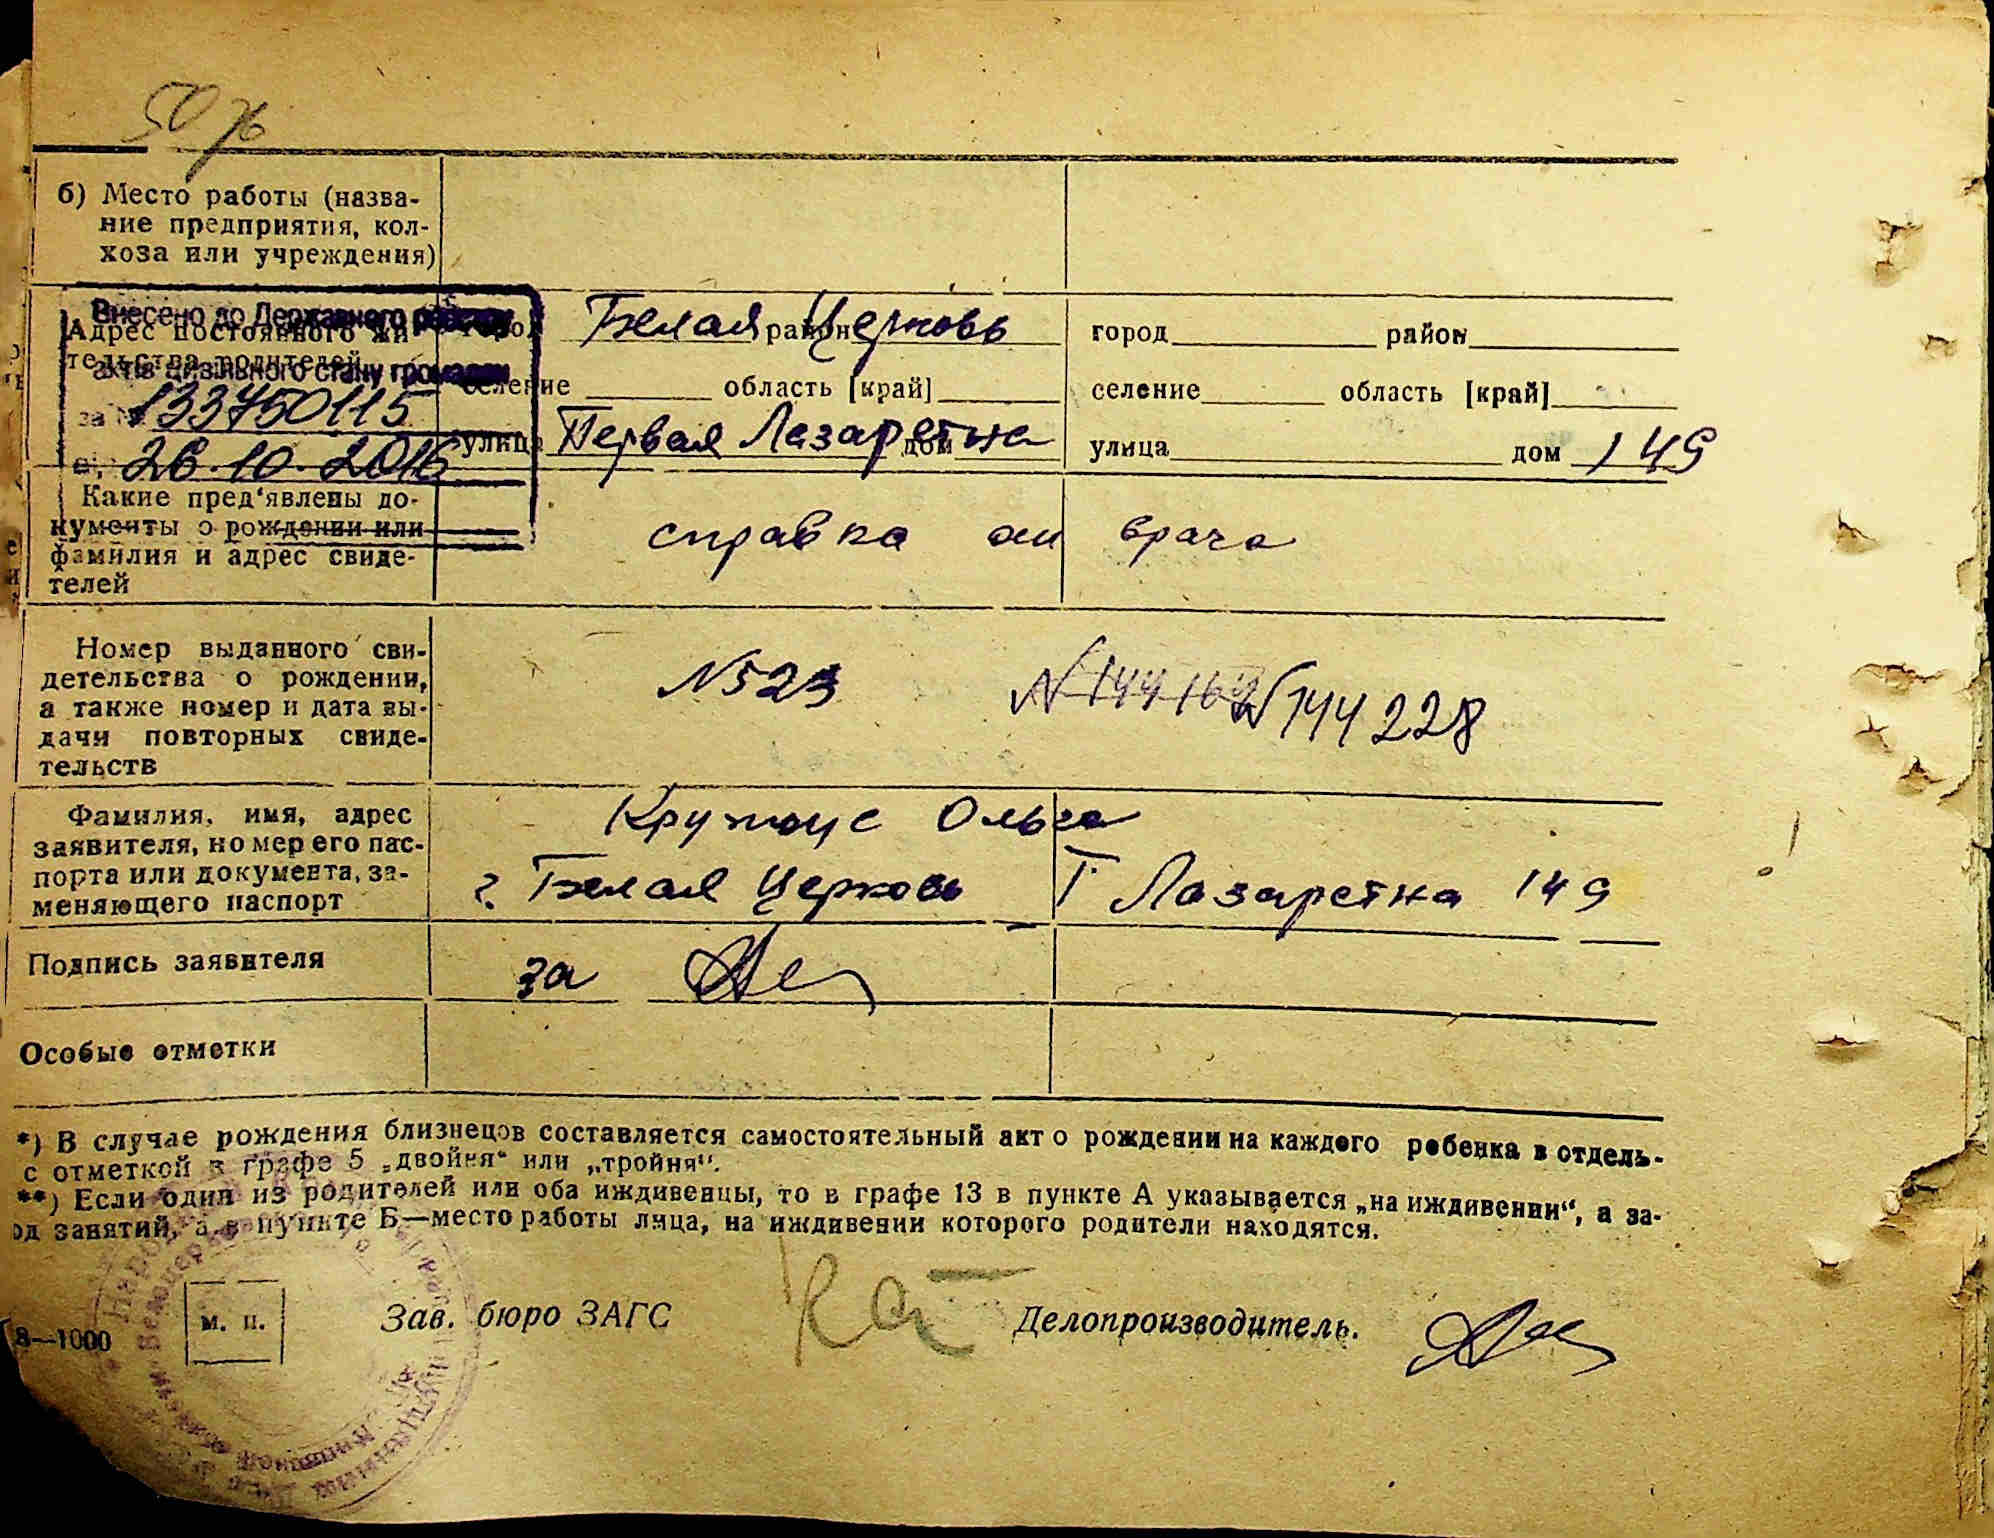 50
б) Место работы (назва-
ние предприятия, кол-
хоза или учреждения)
Внесено до Державного реєстру
актів цивільного стану громадян
за № 133750115
26.10.2016
Адрес постоянного жи
тельства родителей
город Белая район Церковь
селение область [край]
улица Первая Лазаретна дом
город район
селение область [край]
улица дом 149
Какие пред'явлены до-
кументы о рождении или
фамилия и адрес свиде-
телей
справка от врача
Номер выданного сви-
детельства о рождении,
а также номер и дата вы-
дачи повторных свиде-
тельств
№523 №144 228
Фамилия, имя, адрес
заявителя, номер его пас-
порта или документа, за-
меняющего паспорт
Ольга
г. Белая Церковь I Лазаретна 149
Подпись заявителя
за
Особые отметки
*) В случае рождения близнецов составляется самостоятельный акт о рождении на каждого ребенка в отдель-
с отметкой в графе 5 „двойня“ или „тройня“.
**) Если один из родителей или оба иждивенцы, то в графе 13 в пункте А указывается „на иждивении“, а за-
од занятий, а в пункте Б—место работы лица, на иждивении которого родители находятся.
8—1000
м. п.
Зав. бюро ЗАГС
Делопроизводитель.